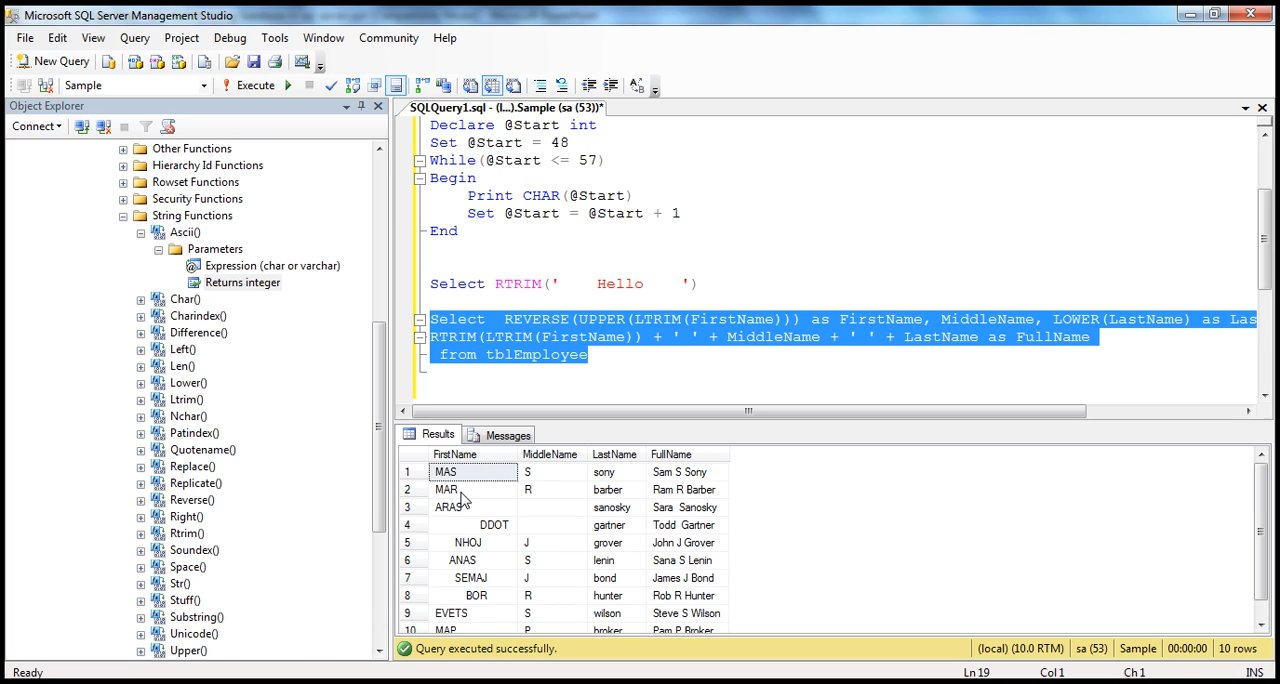 Microsoft SQL Server Management Studio
File Edit View Query Project Debug Tools Window Community Help
New Query
Sample Execute
Object Explorer
SQLQuery1.sql - (l...).Sample (sa (53))*
Connect
Other Functions
Hierarchy Id Functions
Rowset Functions
Security Functions
String Functions
Ascii()
Parameters
Expression (char or varchar)
Returns integer
Char()
Charindex()
Difference()
Left()
Len()
Lower()
Ltrim()
Nchar()
Patindex()
Quotename()
Replace()
Replicate()
Reverse()
Right()
Rtrim()
Soundex()
Space()
Str()
Stuff()
Substring()
Unicode()
Upper()
Declare @Start int
Set @Start = 48
While(@Start <= 57)
Begin
Print CHAR(@Start)
Set @Start = @Start + 1
End
Select RTRIM('    Hello    ')
Select  REVERSE(UPPER(LTRIM(FirstName))) as FirstName, MiddleName, LOWER(LastName) as Las
RTRIM(LTRIM(FirstName)) + ' ' + MiddleName + ' ' + LastName as FullName
from tblEmployee
Results Messages
FirstName MiddleName LastName FullName
1 MAS S sony Sam S Sony
2 MAR R barber Ram R Barber
3 ARAS sanosky Sara  Sanosky
4 DDOT gartner Todd  Gartner
5 NHOJ J grover John J Grover
6 ANAS S lenin Sana S Lenin
7 SEMAJ J bond James J Bond
8 BOR R hunter Rob R Hunter
9 EVETS S wilson Steve S Wilson
10 MAP P broker Pam P Broker
Query executed successfully. (local) (10.0 RTM) sa (53) Sample 00:00:00 10 rows
Ready Ln 19 Col 1 Ch 1 INS